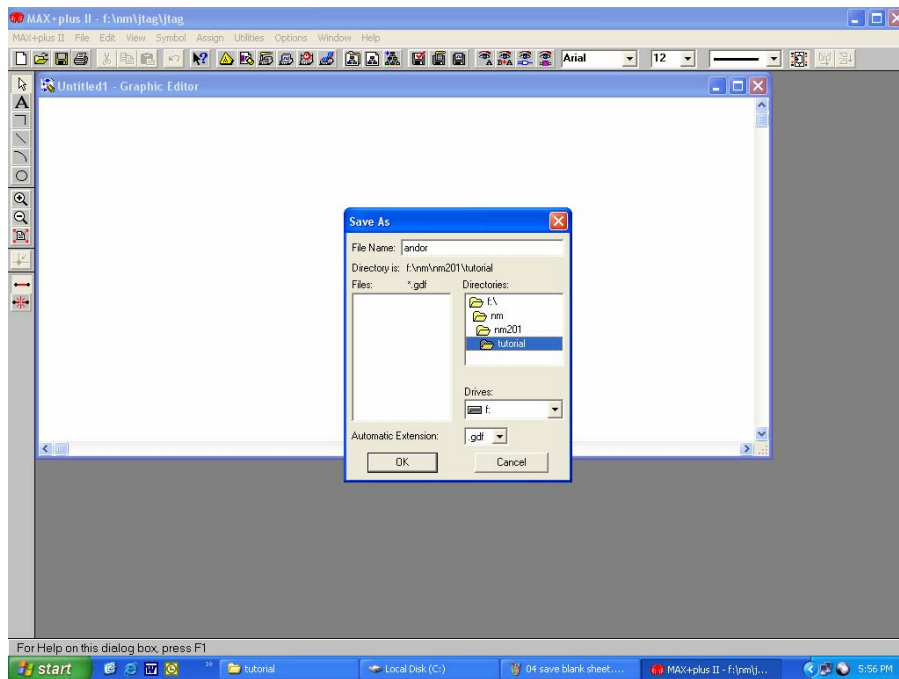 MAX+plus II - f:\nm\jtag\jtag
MAX+plus II File Edit View Symbol Assign Utilities Options Window Help
Arial 12
Untitled1 - Graphic Editor
A
Save As
File Name: andor
Directory is: f:\nm\nm201\tutorial
Files: *.gdf Directories:
f:\
nm
nm201
tutorial
Drives:
f:
Automatic Extension: .gdf
OK Cancel
For Help on this dialog box, press F1
start tutorial Local Disk (C:) 04 save blank sheet.... MAX+plus II - f:\nm\j... 5:56 PM